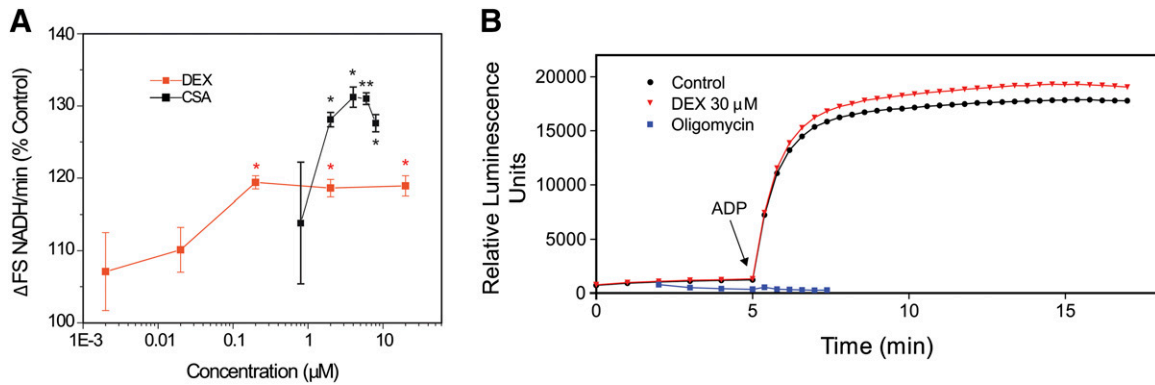 A
ΔFS NADH/min (% Control)
140
130
120
110
100
DEX
CSA
*
*
**
*
*
*
*
1E-3
0.01
0.1
1
10
Concentration (µM)
B
Relative Luminescence
Units
20000
15000
10000
5000
0
Control
DEX 30 µM
Oligomycin
ADP
0
5
10
15
Time (min)